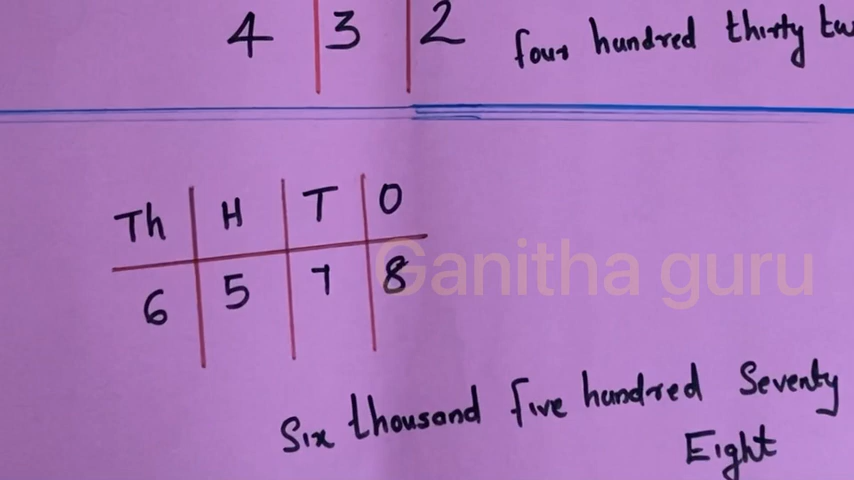 4 3 2 four hundred thirty
Th H T O
6 5 7 8
Ganitha guru
Six thousand five hundred Seventy
Eight